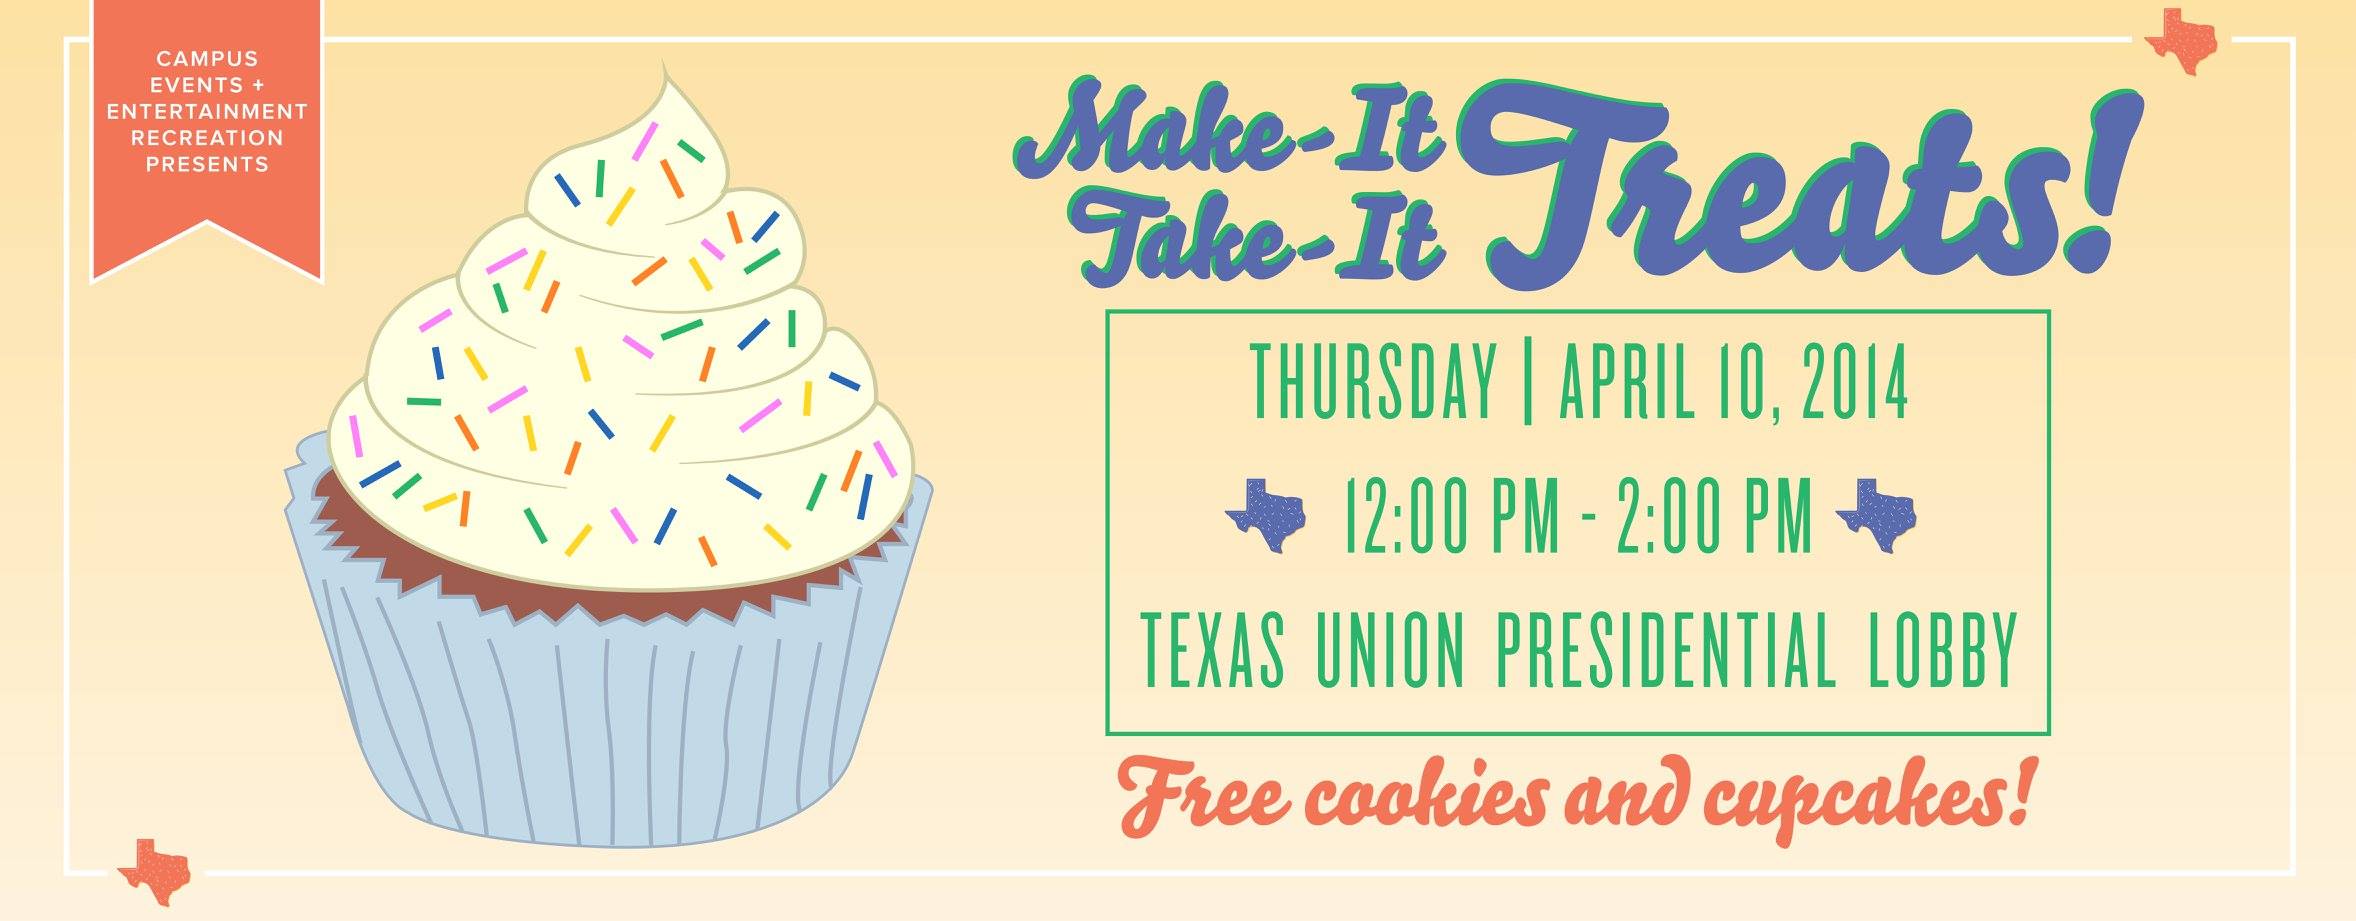 CAMPUS
EVENTS +
ENTERTAINMENT
RECREATION
PRESENTS
Make-It
Take-It
Treats!
THURSDAY | APRIL 10, 2014
12:00 PM - 2:00 PM
TEXAS UNION PRESIDENTIAL LOBBY
Free cookies and cupcakes!